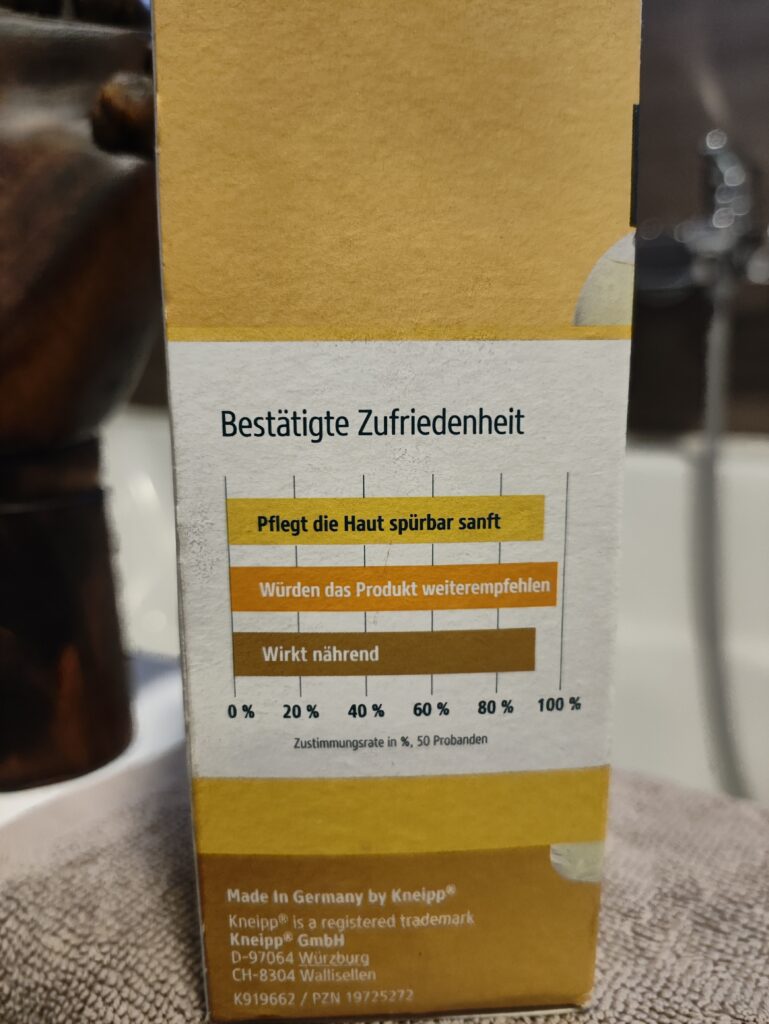 Bestätigte Zufriedenheit
Pflegt die Haut spürbar sanft
Würden das Produkt weiterempfehlen
Wirkt nährend
0 % 20 % 40 % 60 % 80 % 100 %
Zustimmungsrate in %, 50 Probanden
Made in Germany by Kneipp®
Kneipp® is a registered trademark
Kneipp® GmbH
D-97064 Würzburg
CH-8304 Wallisellen
K919662 / PZN 19725272